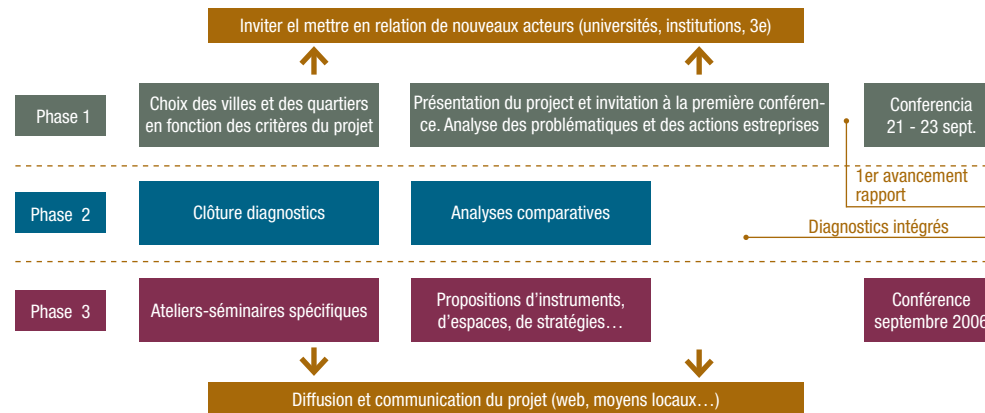 Inviter el mettre en relation de nouveaux acteurs (universités, institutions, 3e)
Phase 1
Choix des villes et des quartiers
en fonction des critères du projet
Présentation du project et invitation à la première conféren-
ce. Analyse des problématiques et des actions estreprises
Conferencia
21 - 23 sept.
1er avancement
rapport
Phase 2
Clôture diagnostics
Analyses comparatives
Diagnostics intégrés
Phase 3
Ateliers-séminaires spécifiques
Propositions d'instruments,
d'espaces, de stratégies…
Conférence
septembre 2006
Diffusion et communication du projet (web, moyens locaux…)